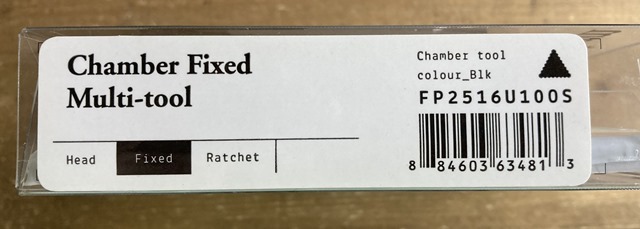 Chamber Fixed
Multi-tool
Head Fixed Ratchet
Chamber tool
colour_Blk
FP2516U100S
8 84603 63481 3